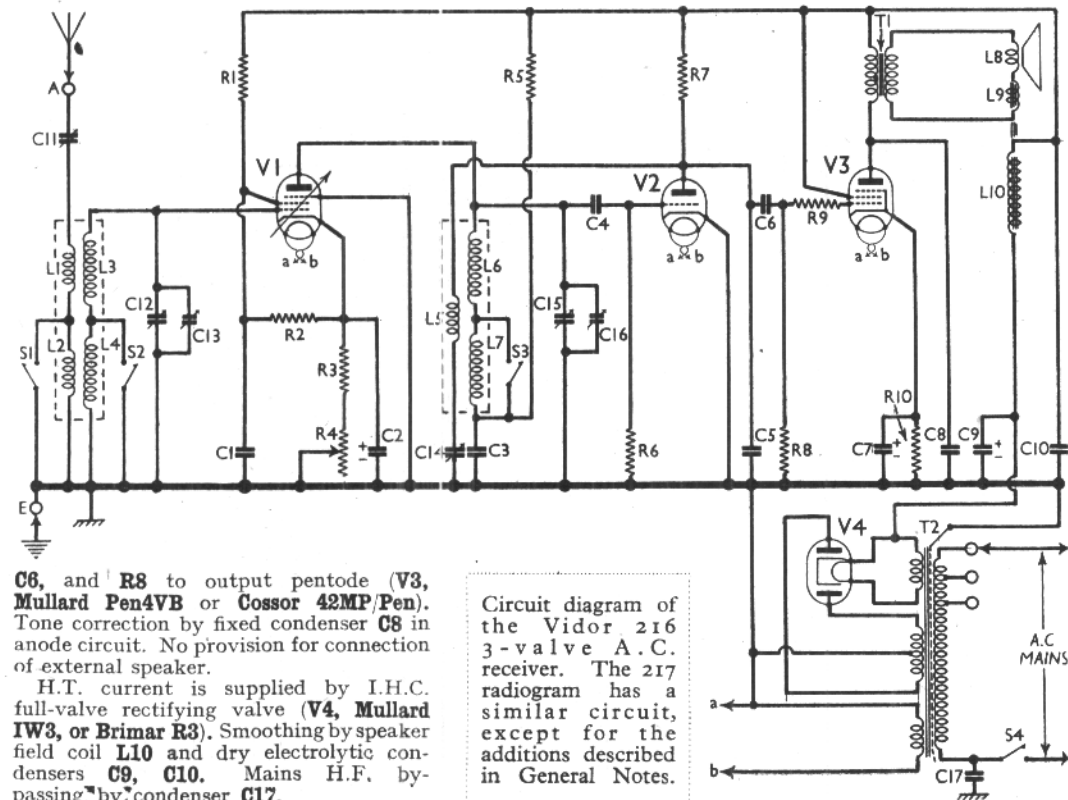 R1
R5
R7
T1
L8
L9
A
C11
V1
V2
V3
L10
C4
C6
R9
a b
a b
a b
L1
L3
L6
C12
C13
L5
C15
C16
R2
L2
L4
L7
S1
S2
S3
R3
R4
C1
C2
C14
C3
R6
C5
R8
R10
C7
C8
C9
C10
+
−
+
−
+
−
E
V4
T2
A.C
MAINS
a
b
S4
C17
C6, and R8 to output pentode (V3,
Mullard Pen4VB or Cossor 42MP/Pen).
Tone correction by fixed condenser C8 in
anode circuit. No provision for connection
of external speaker.
H.T. current is supplied by I.H.C.
full-valve rectifying valve (V4, Mullard
IW3, or Brimar R3). Smoothing by speaker
field coil L10 and dry electrolytic con-
densers C9, C10. Mains H.F. by-
passing by condenser C17.
Circuit diagram of
the Vidor 216
3-valve A.C.
receiver. The 217
radiogram has a
similar circuit,
except for the
additions described
in General Notes.